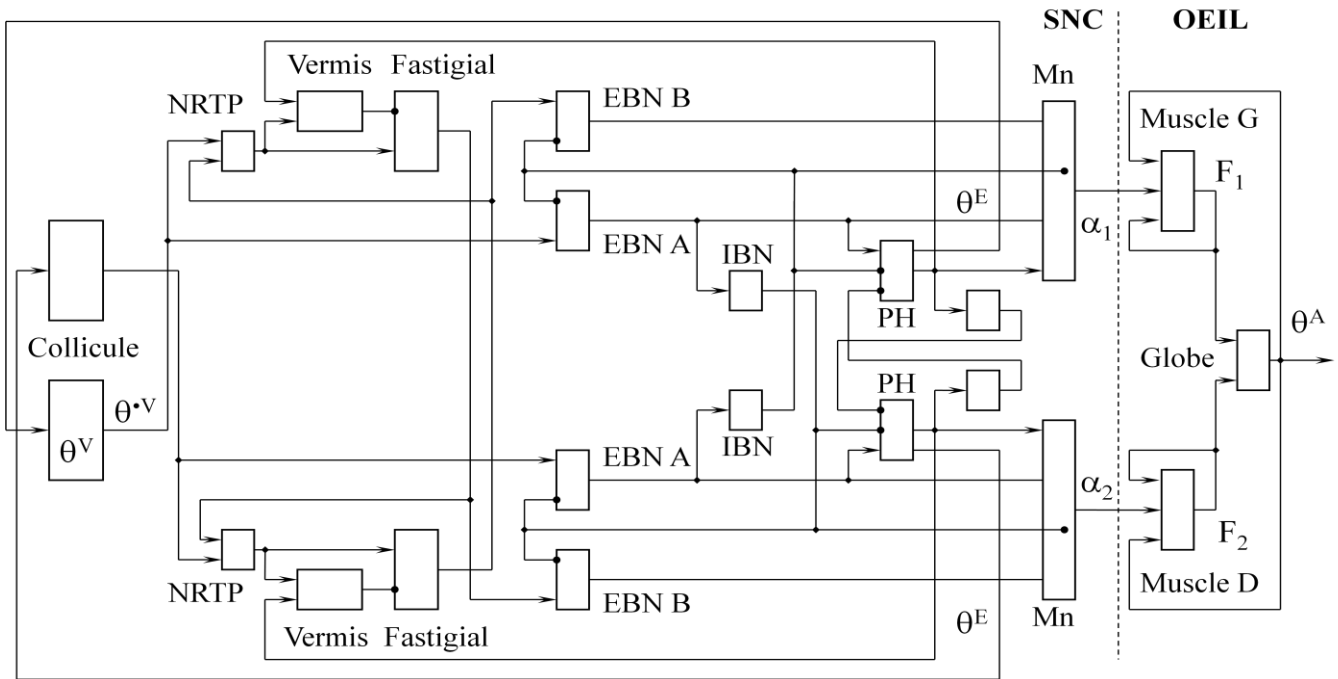 SNC OEIL
Vermis Fastigial
Mn
NRTP
EBN B
Muscle G
F1
θE
α1
EBN A
IBN
PH
Collicule
θA
Globe
θ•V
PH
θV
IBN
EBN A
α2
F2
NRTP
EBN B
Muscle D
Vermis Fastigial
θE
Mn